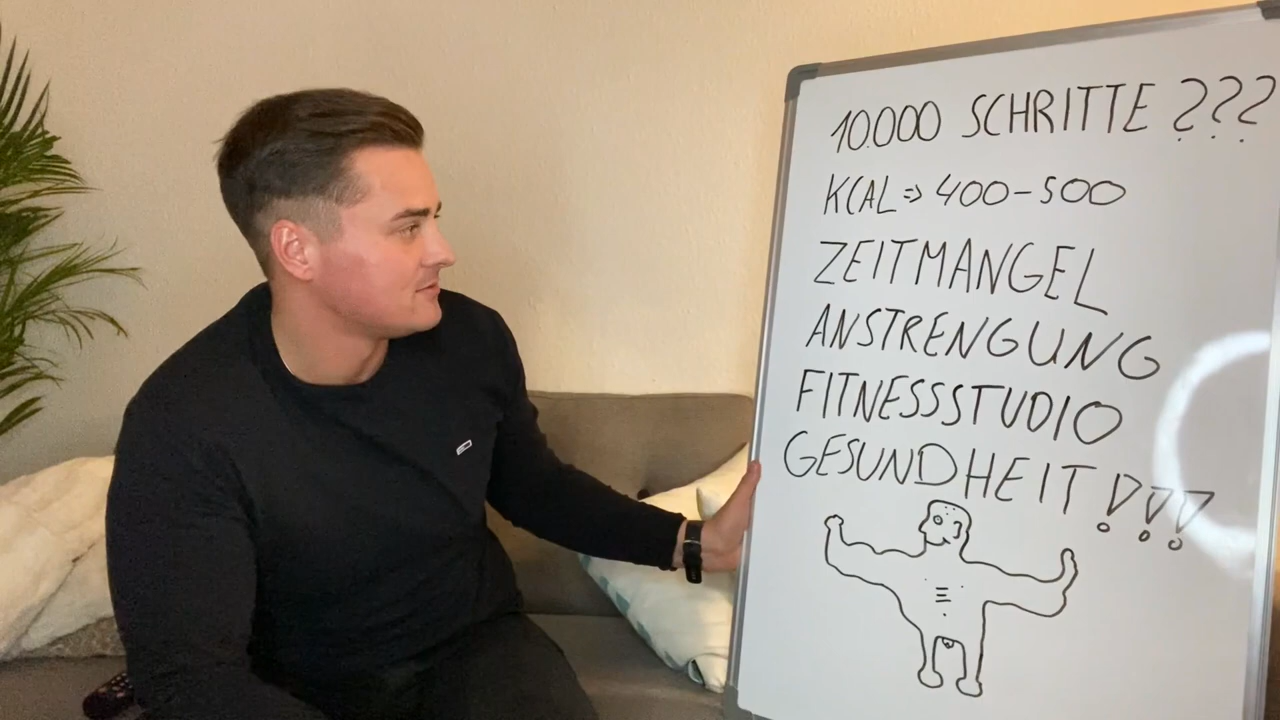 10.000 SCHRITTE ???
KCAL => 400-500
ZEITMANGEL
ANSTRENGUNG
FITNESSSTUDIO
GESUNDHEIT !!!